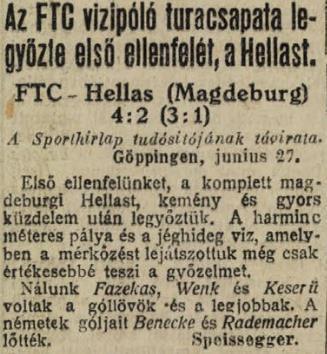 Az FTC vizipóló turacsapata le-
győzte első ellenfelét, a Hellast.
FTC - Hellas (Magdeburg)
4:2 (3:1)
A Sporthirlap tudósitójának távirata.
Göppingen, junius 27.
Első ellenfelünket, a komplett mag-
deburgi Hellast, kemény és gyors
küzdelem után legyőztük. A harminc
méteres pálya és a jéghideg viz, amely-
ben a mérkőzést lejátszottuk még csak
értékesebbé teszi a győzelmet.
Nálunk Fazekas, Wenk és Keserü
voltak a góllövők és a legjobbak. A
németek góljait Benecke és Rademacher
lőtték. Speissegger.